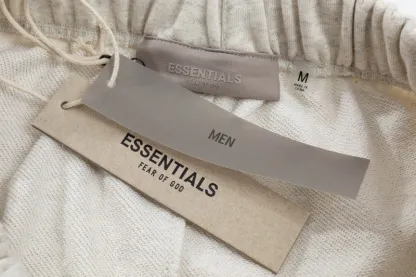 ESSENTIALS
M
MEN
ESSENTIALS
FEAR OF GOD